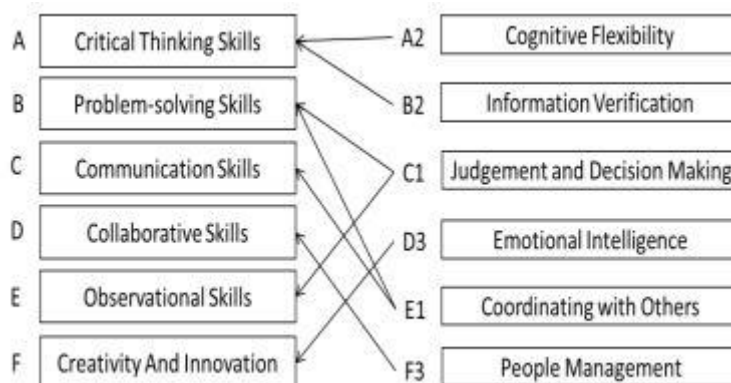 A Critical Thinking Skills A2 Cognitive Flexibility
B Problem-solving Skills B2 Information Verification
C Communication Skills C1 Judgement and Decision Making
D Collaborative Skills D3 Emotional Intelligence
E Observational Skills E1 Coordinating with Others
F Creativity And Innovation F3 People Management